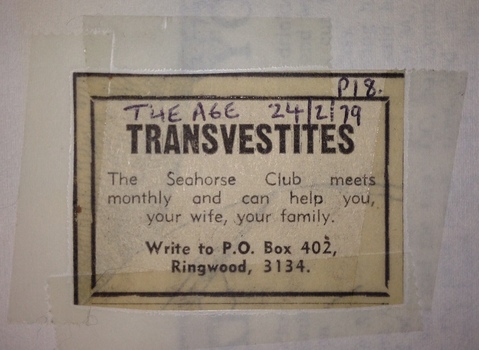 P18.
THE AGE 24/2/79
TRANSVESTITES
The Seahorse Club meets
monthly and can help you,
your wife, your family.
Write to P.O. Box 402,
Ringwood, 3134.